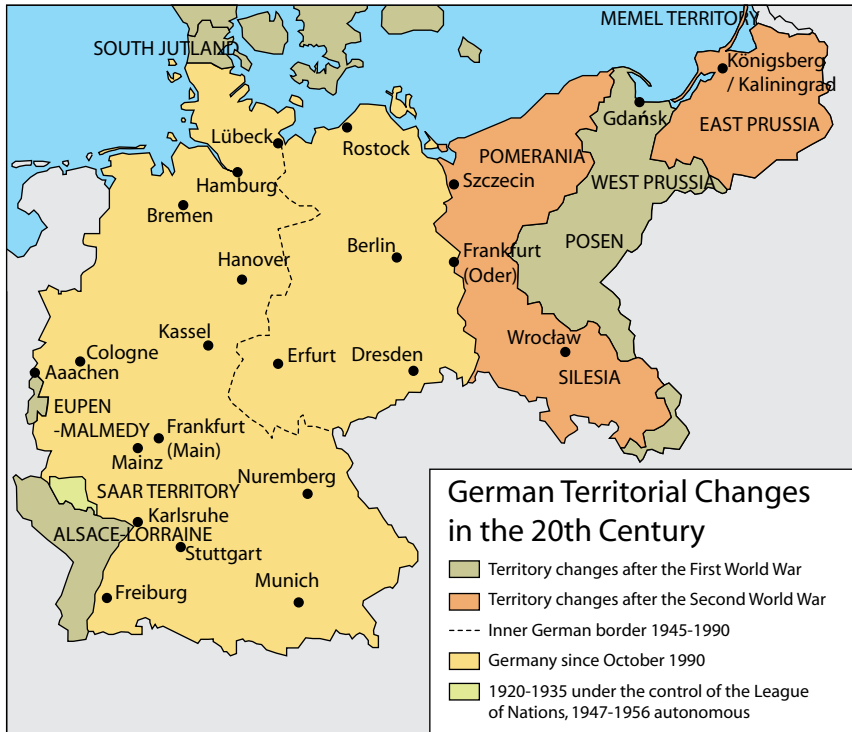 MEMEL TERRITORY
SOUTH JUTLAND
Königsberg
/ Kaliningrad
Gdańsk
EAST PRUSSIA
Lübeck
Rostock
POMERANIA
Hamburg
Szczecin
WEST PRUSSIA
Bremen
Berlin
POSEN
Hanover
Frankfurt
(Oder)
Kassel
Wrocław
Cologne
Erfurt
Dresden
Aaachen
SILESIA
EUPEN
-MALMEDY
Frankfurt
(Main)
Mainz
Nuremberg
SAAR TERRITORY
Karlsruhe
ALSACE-LORRAINE
Stuttgart
Freiburg
Munich
German Territorial Changes
in the 20th Century
Territory changes after the First World War
Territory changes after the Second World War
Inner German border 1945-1990
Germany since October 1990
1920-1935 under the control of the League
of Nations, 1947-1956 autonomous